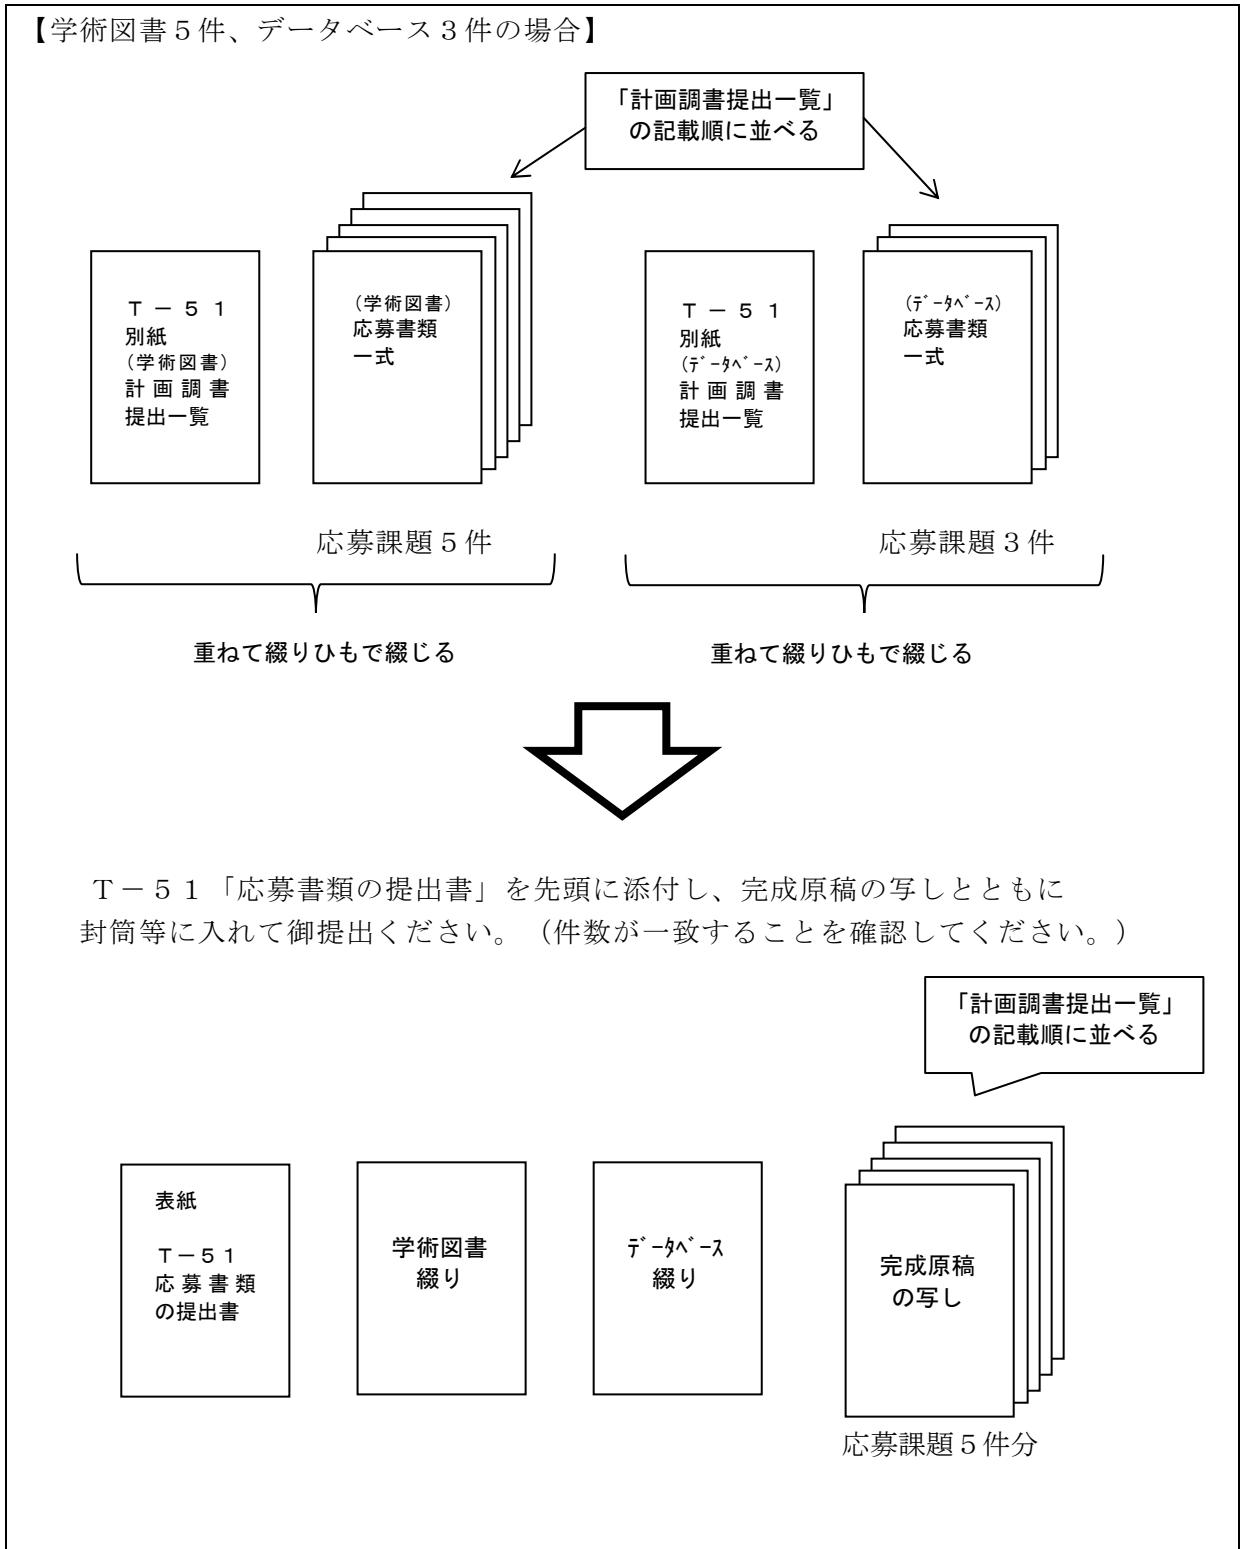 【学術図書５件、データベース３件の場合】
「計画調書提出一覧」
の記載順に並べる
Ｔ－５１
別紙
(学術図書)
計画調書
提出一覧
(学術図書)
応募書類
一式
Ｔ－５１
別紙
(ﾃﾞｰﾀﾍﾞｰｽ)
計画調書
提出一覧
(ﾃﾞｰﾀﾍﾞｰｽ)
応募書類
一式
応募課題５件
応募課題３件
重ねて綴りひもで綴じる
重ねて綴りひもで綴じる
Ｔ－５１「応募書類の提出書」を先頭に添付し、完成原稿の写しとともに
封筒等に入れて御提出ください。（件数が一致することを確認してください。）
「計画調書提出一覧」
の記載順に並べる
表紙
Ｔ－５１
応募書類
の提出書
学術図書
綴り
ﾃﾞｰﾀﾍﾞｰｽ
綴り
完成原稿
の写し
応募課題５件分